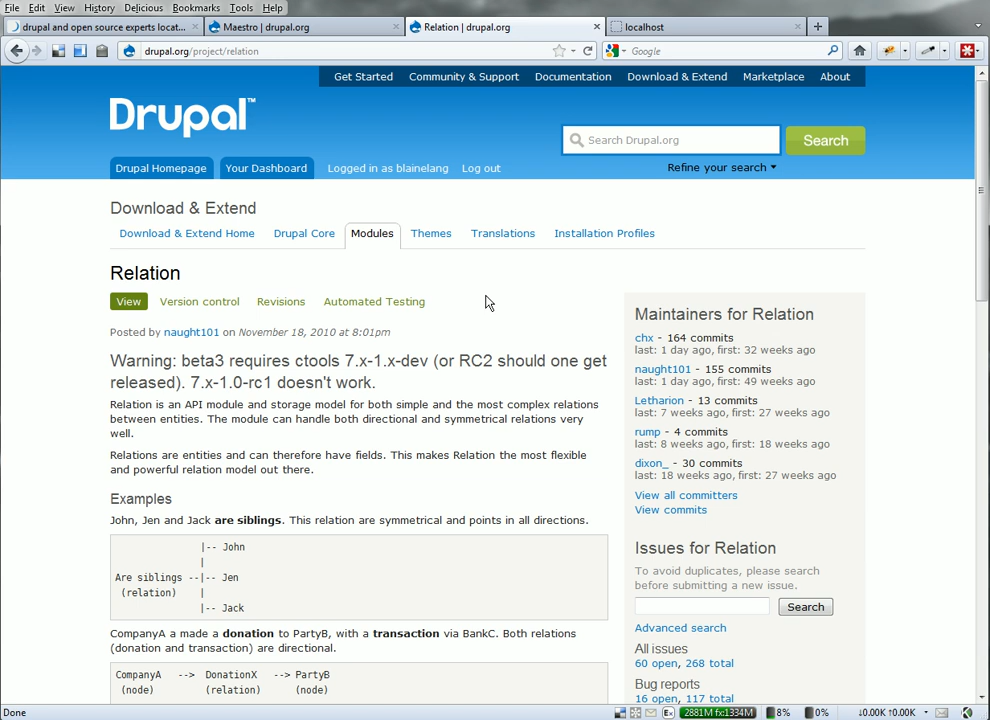 File Edit View History Delicious Bookmarks Tools Help
drupal and open source experts locat... Maestro | drupal.org Relation | drupal.org localhost
drupal.org/project/relation Google
Get Started Community & Support Documentation Download & Extend Marketplace About
Drupal™
Search Drupal.org Search
Refine your search
Drupal Homepage Your Dashboard Logged in as blainelang Log out
Download & Extend
Download & Extend Home Drupal Core Modules Themes Translations Installation Profiles
Relation
View Version control Revisions Automated Testing
Posted by naught101 on November 18, 2010 at 8:01pm
Warning: beta3 requires ctools 7.x-1.x-dev (or RC2 should one get
released). 7.x-1.0-rc1 doesn't work.
Relation is an API module and storage model for both simple and the most complex relations
between entities. The module can handle both directional and symmetrical relations very
well.
Relations are entities and can therefore have fields. This makes Relation the most flexible
and powerful relation model out there.
Examples
John, Jen and Jack are siblings. This relation are symmetrical and points in all directions.
|-- John
|
Are siblings --|-- Jen
(relation) |
|-- Jack
CompanyA a made a donation to PartyB, with a transaction via BankC. Both relations
(donation and transaction) are directional.
CompanyA --> DonationX --> PartyB
(node) (relation) (node)
Maintainers for Relation
chx - 164 commits
last: 1 day ago, first: 32 weeks ago
naught101 - 155 commits
last: 1 day ago, first: 49 weeks ago
Letharion - 13 commits
last: 7 weeks ago, first: 27 weeks ago
rump - 4 commits
last: 8 weeks ago, first: 18 weeks ago
dixon_ - 30 commits
last: 18 weeks ago, first: 27 weeks ago
View all committers
View commits
Issues for Relation
To avoid duplicates, please search
before submitting a new issue.
Search
Advanced search
All issues
60 open, 268 total
Bug reports
16 open, 117 total
Done 2881M fx:1334M 8% 0% ↓0.00K ↑0.00K